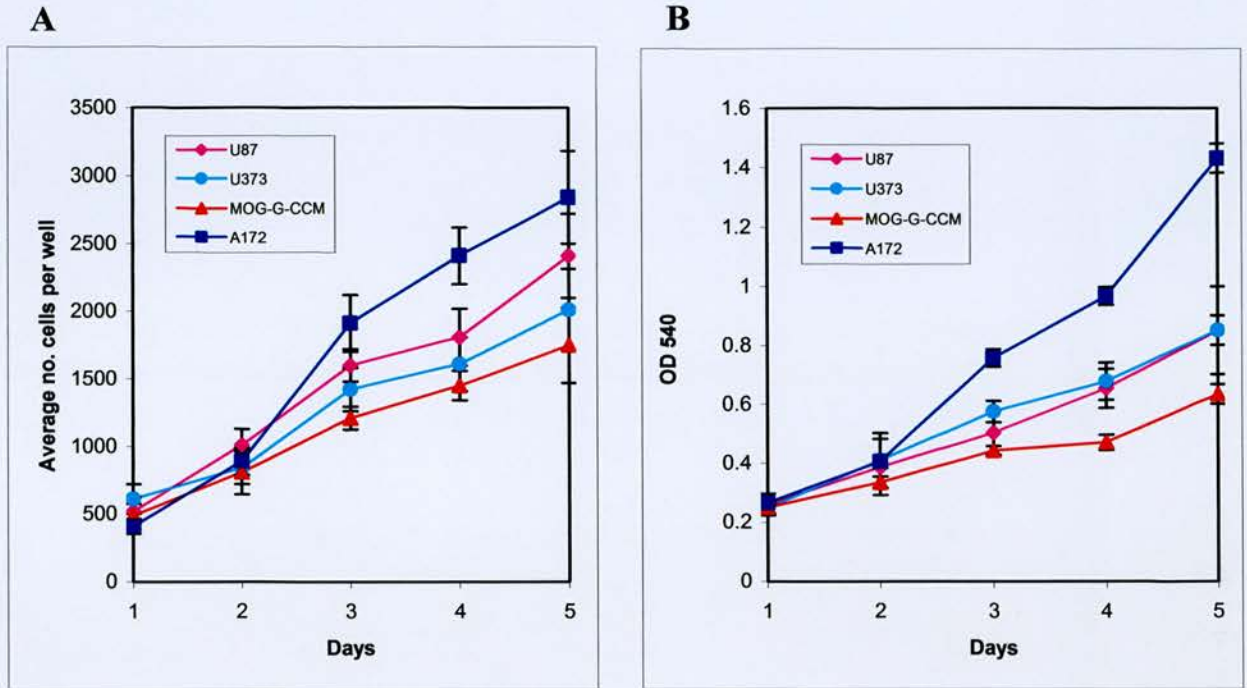 A
B
Average no. cells per well
3500
3000
2500
2000
1500
1000
500
0
U87
U373
MOG-G-CCM
A172
1 2 3 4 5
Days
OD 540
1.6
1.4
1.2
1
0.8
0.6
0.4
0.2
0
U87
U373
MOG-G-CCM
A172
1 2 3 4 5
Days